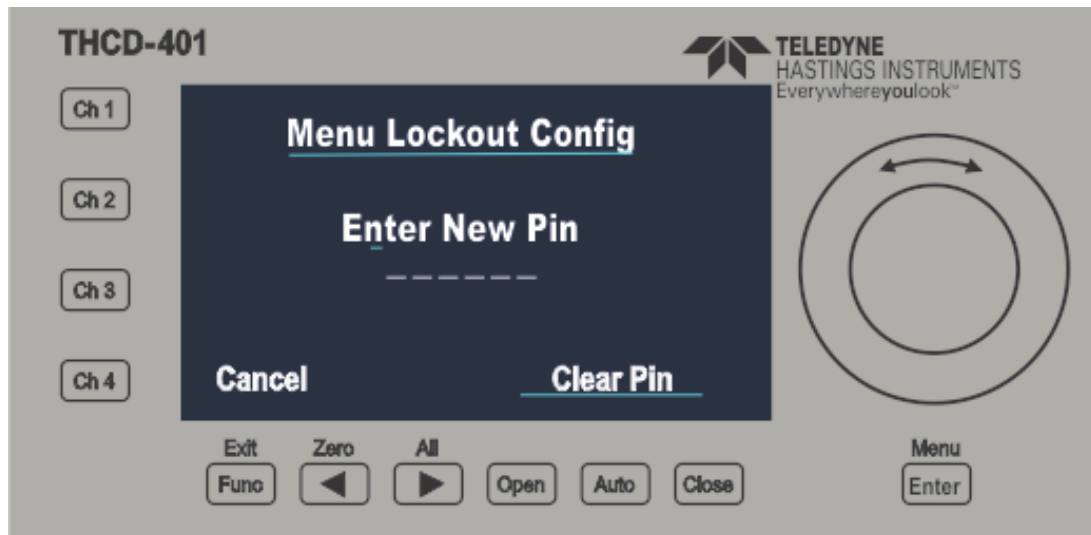 THCD-401
TELEDYNE
HASTINGS INSTRUMENTS
Everywhereyoulook™
Ch 1
Menu Lockout Config
Ch 2
Enter New Pin
______
Ch 3
Ch 4
Cancel Clear Pin
Exit Zero All Menu
Func ◀ ▶ Open Auto Close Enter